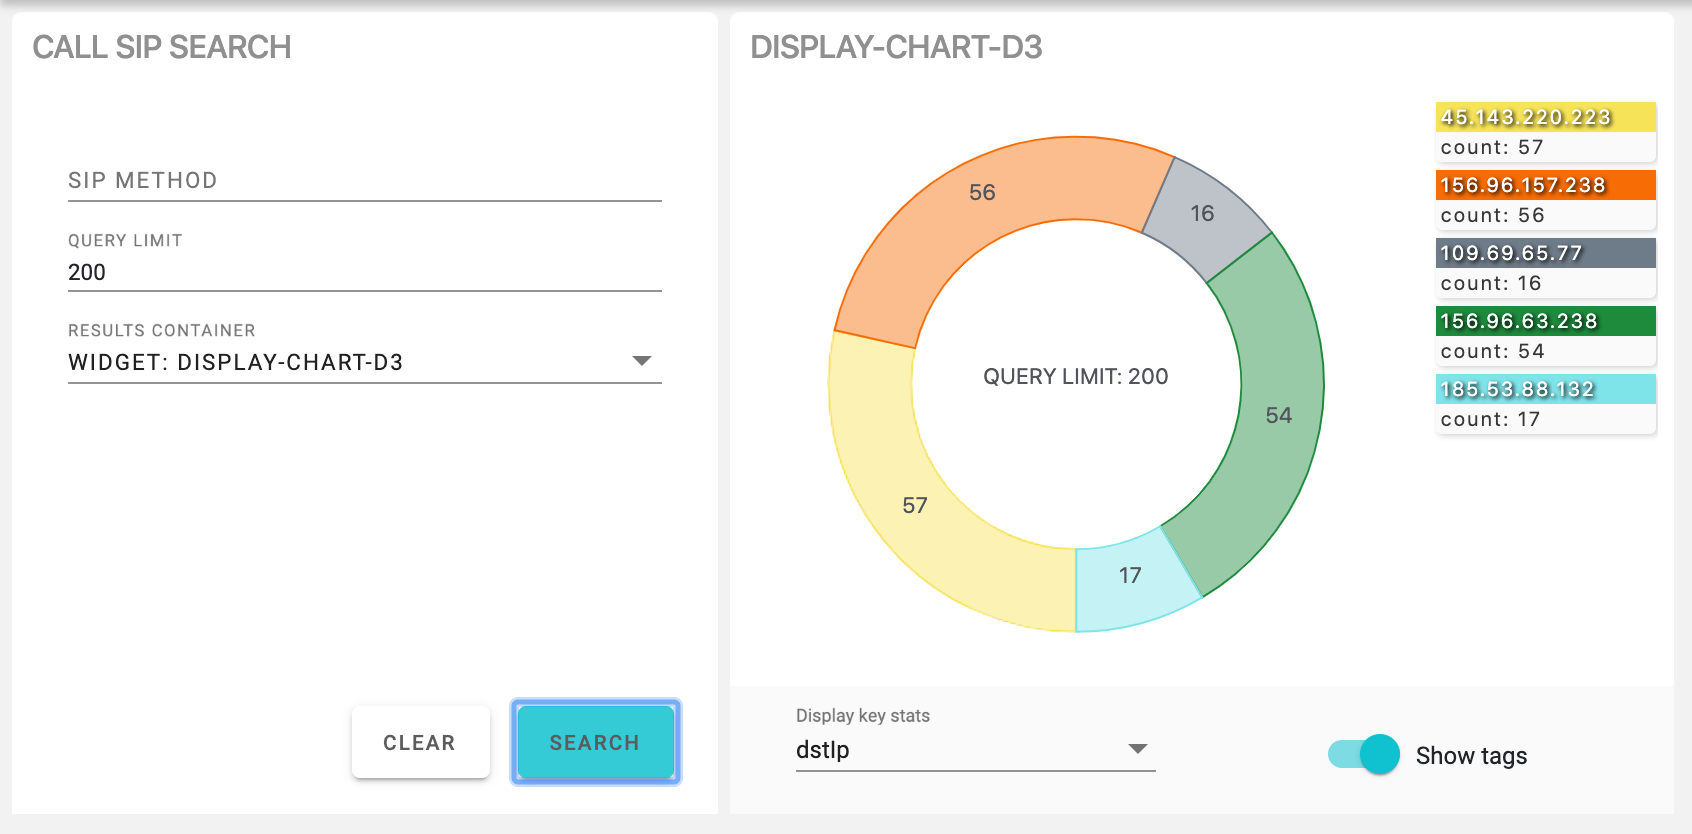 CALL SIP SEARCH
SIP METHOD
QUERY LIMIT
200
RESULTS CONTAINER
WIDGET: DISPLAY-CHART-D3
CLEAR
SEARCH
DISPLAY-CHART-D3
56
16
54
17
57
QUERY LIMIT: 200
45.143.220.223
count: 57
156.96.157.238
count: 56
109.69.65.77
count: 16
156.96.63.238
count: 54
185.53.88.132
count: 17
Display key stats
dstIp
Show tags